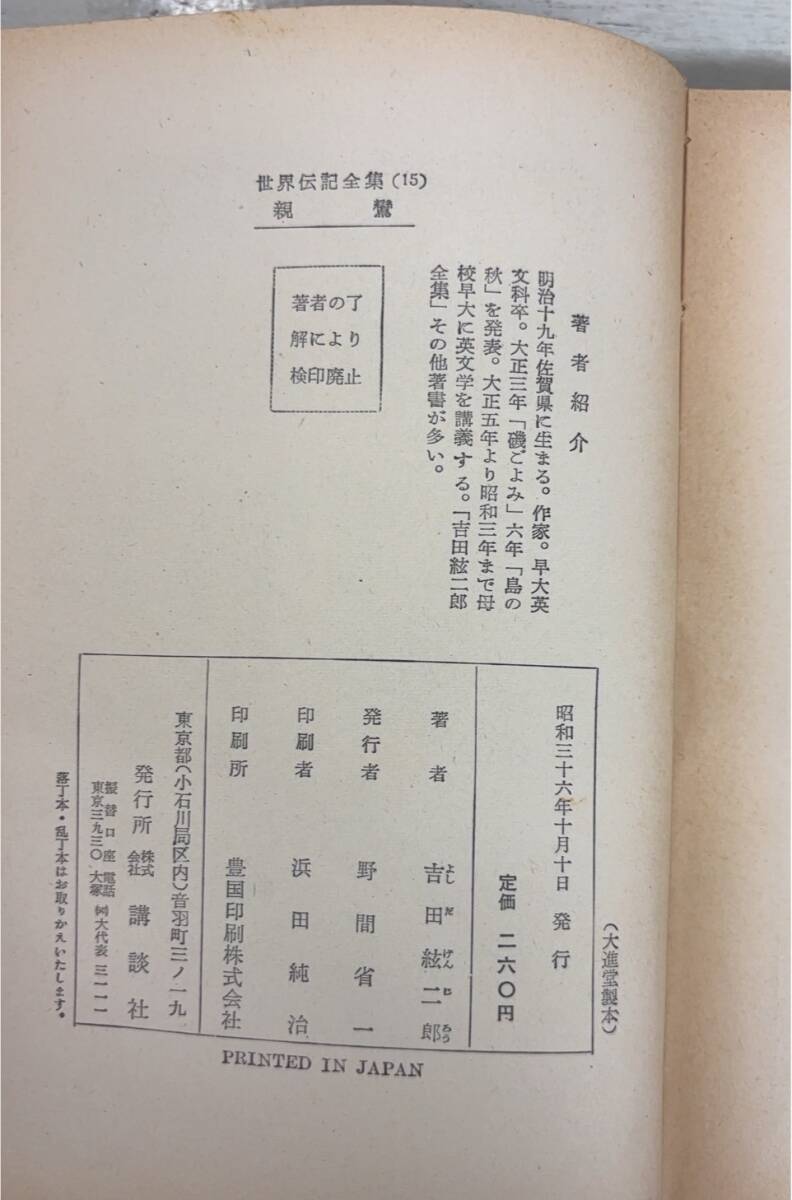 世界伝記全集(15)
親鸞
著者の了
解により
検印廃止
著者紹介
明治十九年佐賀県に生まる。作家。早大英
文科卒。大正三年「磯ごよみ」六年「島の
秋」を発表。大正五年より昭和三年まで母
校早大に英文学を講義する。「吉田絃二郎
全集」その他著書が多い。
(大進堂製本)
昭和三十六年十月十日 発行
定価 二六〇円
著者 吉田絃二郎
よしだげんじろう
発行者 野間省一
印刷者 浜田純治
印刷所 豊国印刷株式会社
東京都(小石川局区内)音羽町三ノ一九
発行所 株式会社 講談社
振替口座 東京三九三〇
電話 大塚 大代表 三一一一
落丁本・乱丁本はお取りかえいたします。
PRINTED IN JAPAN